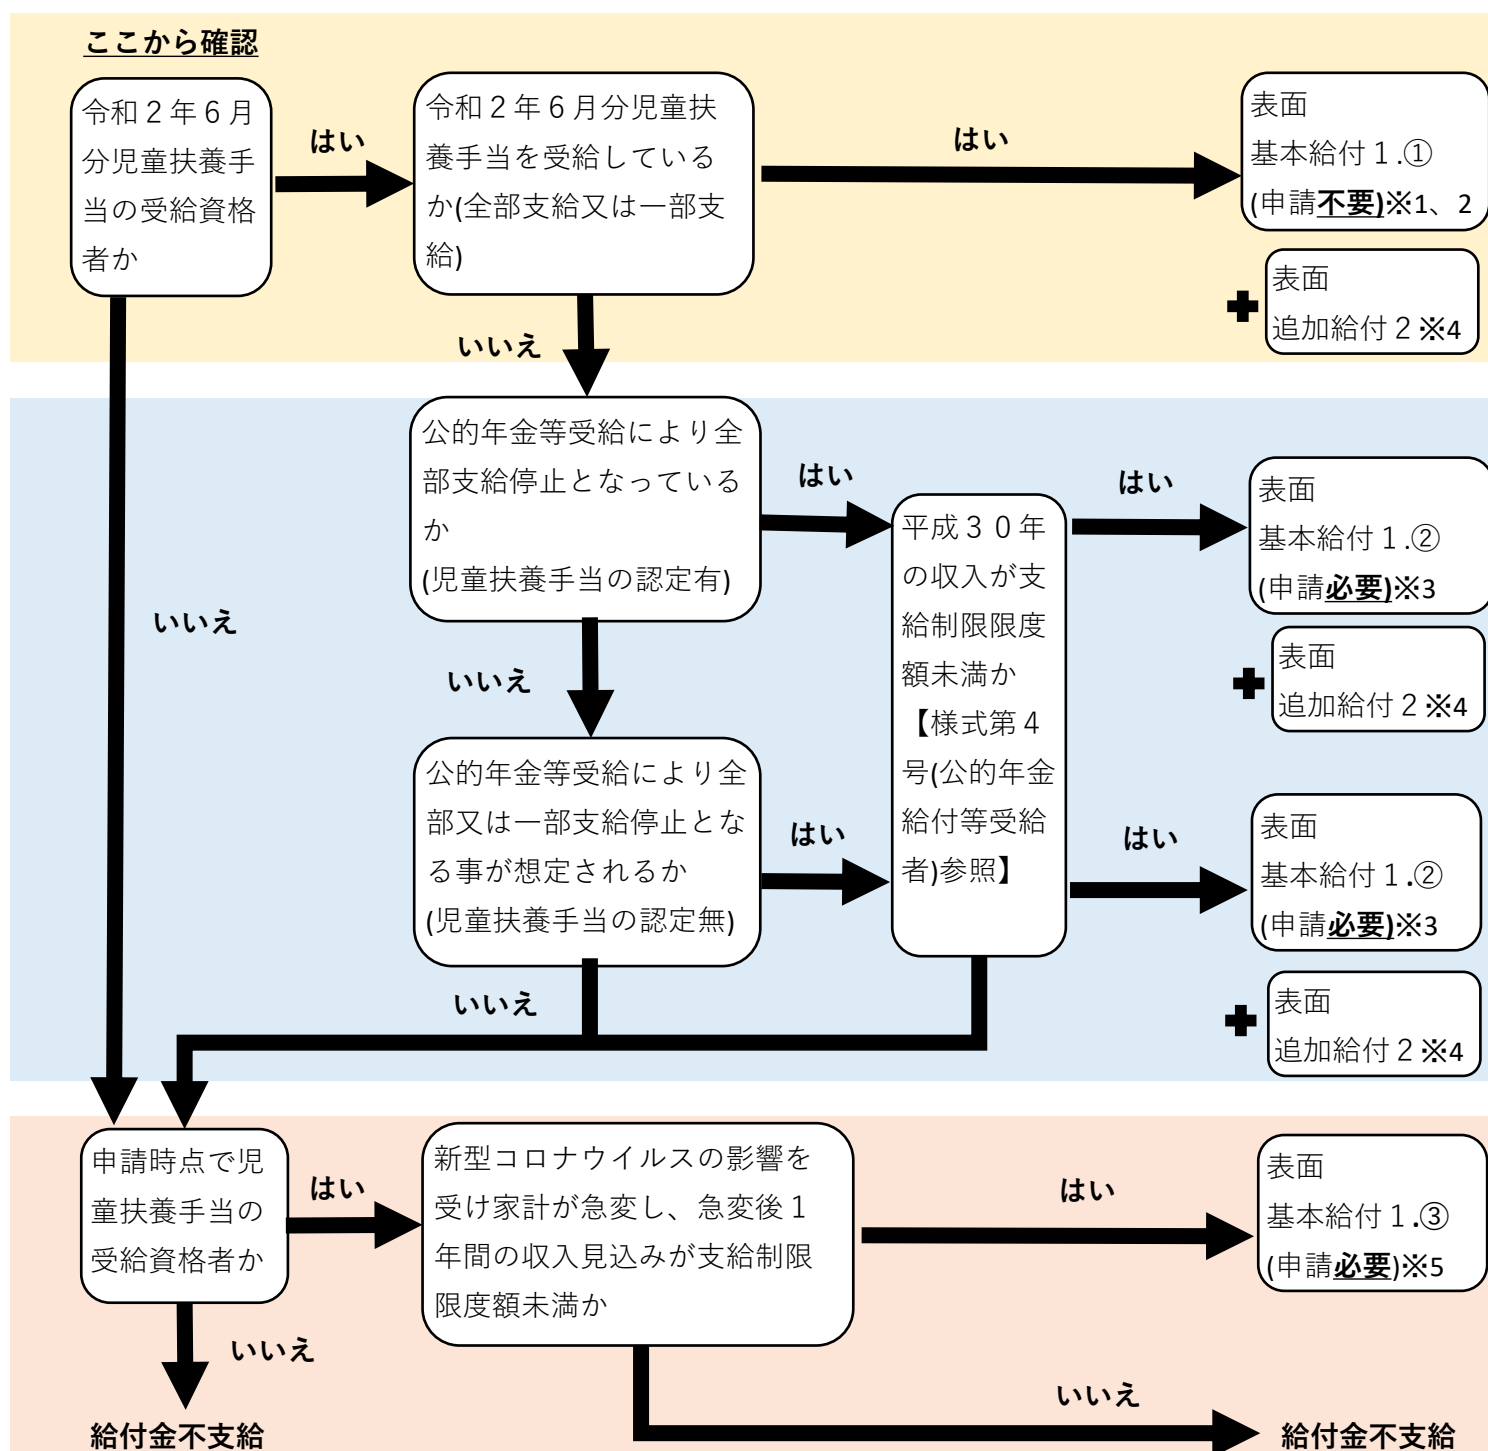 ここから確認
令和２年６月
分児童扶養手
当の受給資格
者か
はい
令和２年６月分児童扶
養手当を受給している
か(全部支給又は一部支
給)
はい
表面
基本給付１.①
(申請不要)※1、2
表面
追加給付２※4
いいえ
いいえ
公的年金等受給により全
部支給停止となっている
か
(児童扶養手当の認定有)
はい
平成３０年
の収入が支
給制限限度
額未満か
【様式第４
号(公的年金
給付等受給
者)参照】
はい
表面
基本給付１.②
(申請必要)※3
表面
追加給付２※4
いいえ
公的年金等受給により全
部又は一部支給停止とな
る事が想定されるか
(児童扶養手当の認定無)
はい
はい
表面
基本給付１.②
(申請必要)※3
表面
追加給付２※4
いいえ
申請時点で児
童扶養手当の
受給資格者か
はい
新型コロナウイルスの影響を
受け家計が急変し、急変後１
年間の収入見込みが支給制限
限度額未満か
はい
表面
基本給付１.③
(申請必要)※5
いいえ
いいえ
給付金不支給
給付金不支給